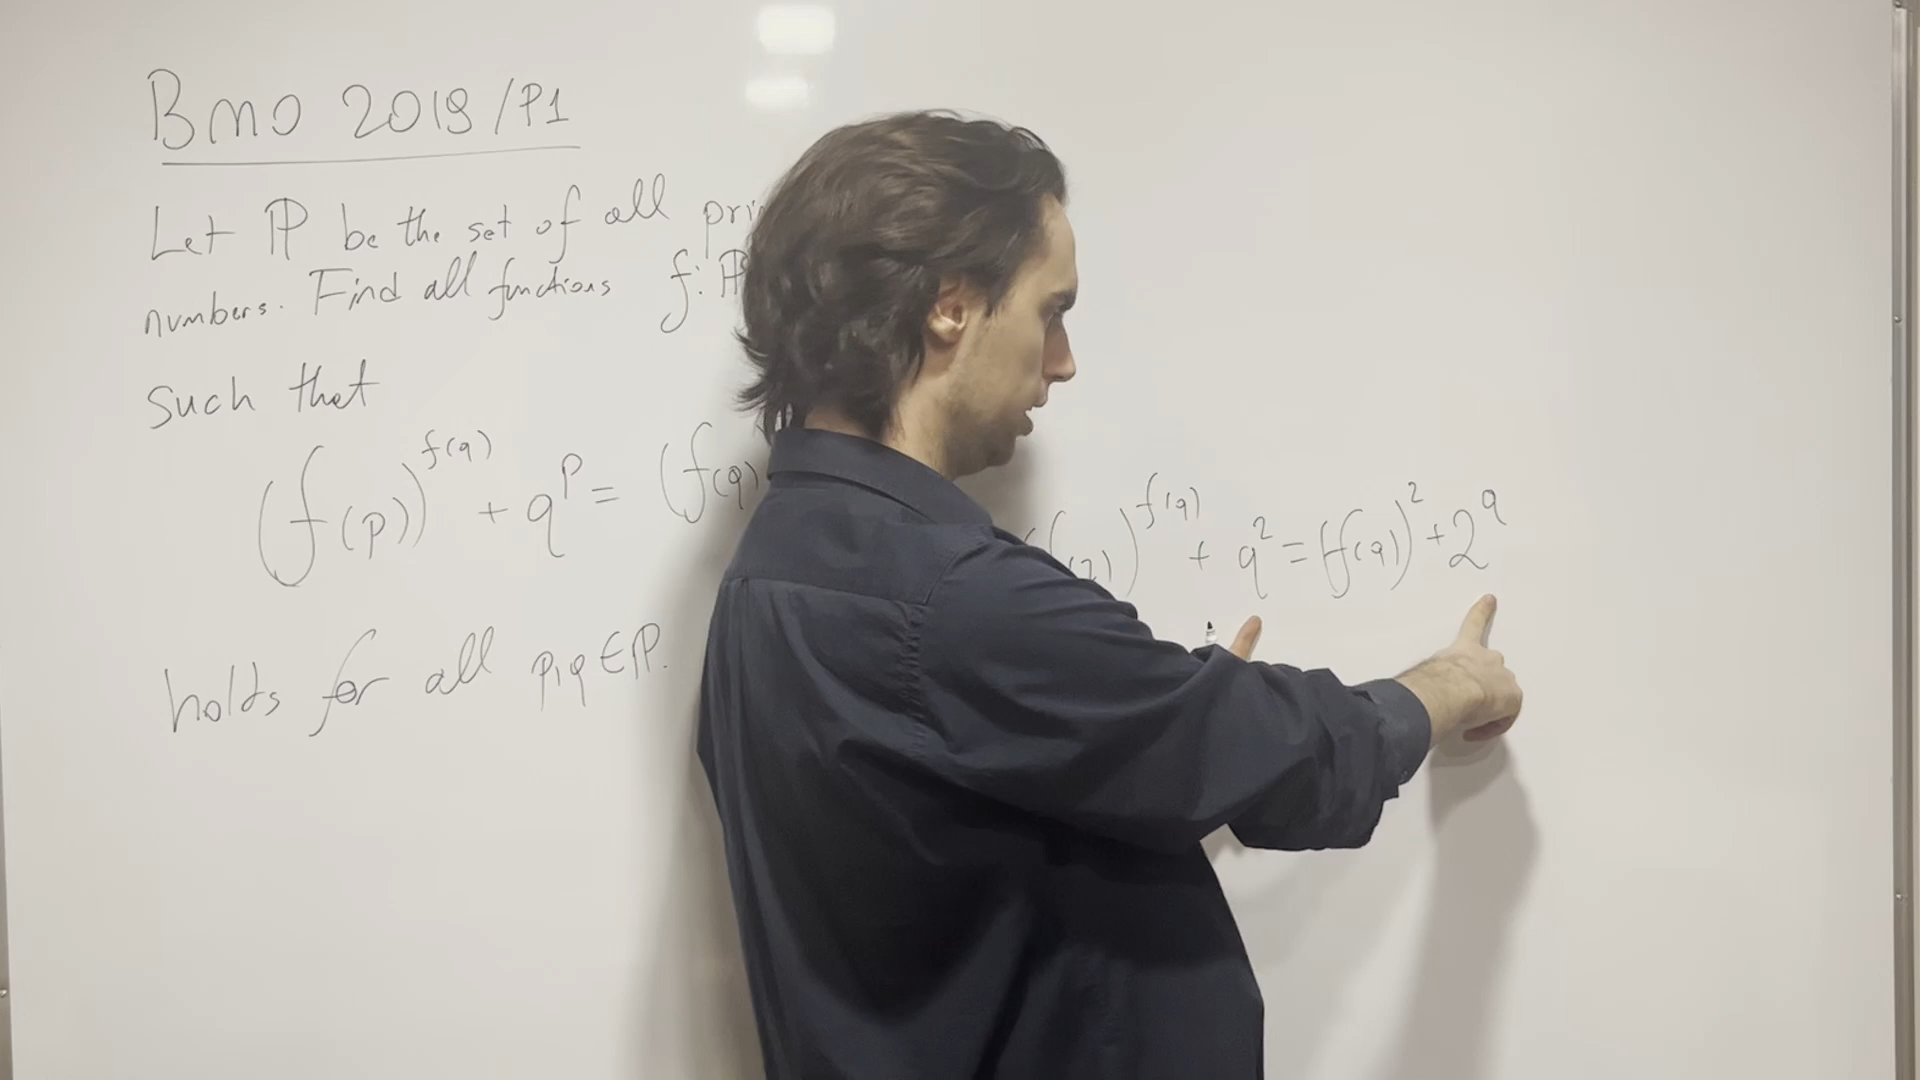 BMO 2019/P1
Let ℙ be the set of all
numbers. Find all functions f: ℙ
such that
(f(p))^f(q) + q^p = (f(q)
holds for all p,q∈ℙ.
(2))^f(q) + q^2 = (f(q))^2 + 2^q